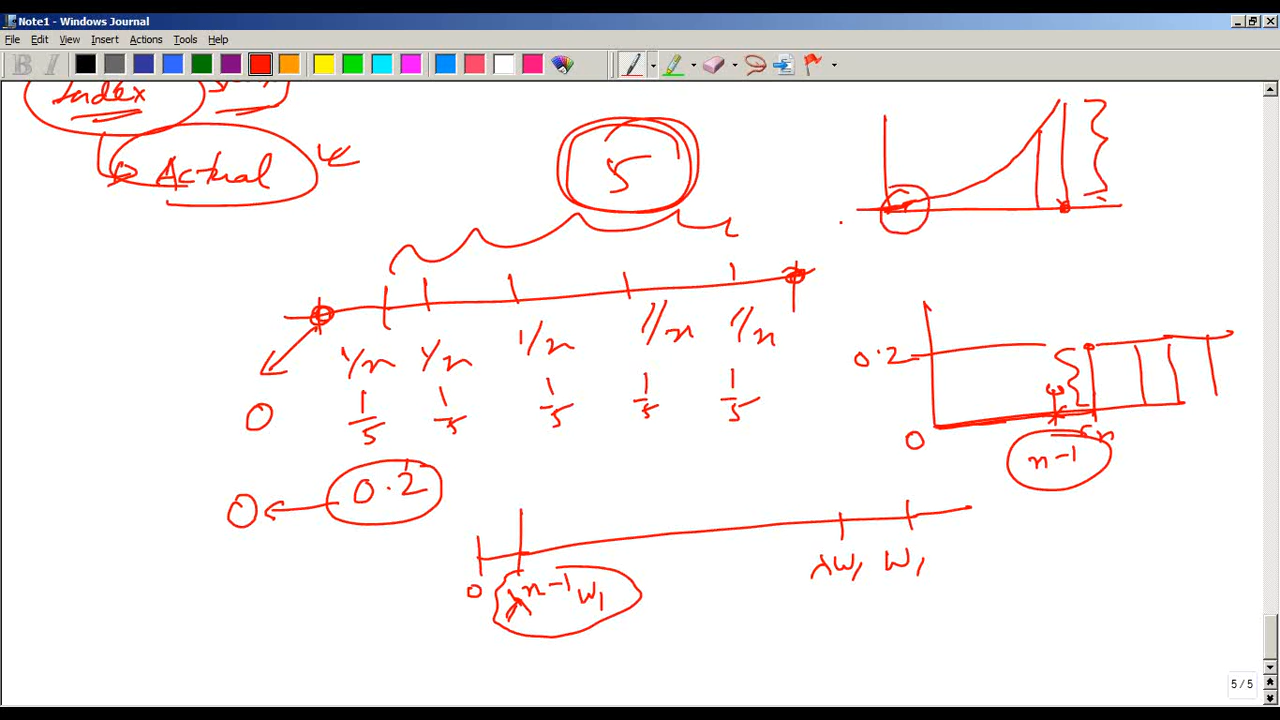 Note1 - Windows Journal
File Edit View Insert Actions Tools Help
B I
Index
Actual
5
1/n 1/n 1/n 1/n 1/n
0 1/5 1/5 1/5 1/5 1/5
0.2
0
n
n-1
0 0.2
0 λ^{n-1}W₁ λW₁ W₁
5 / 5